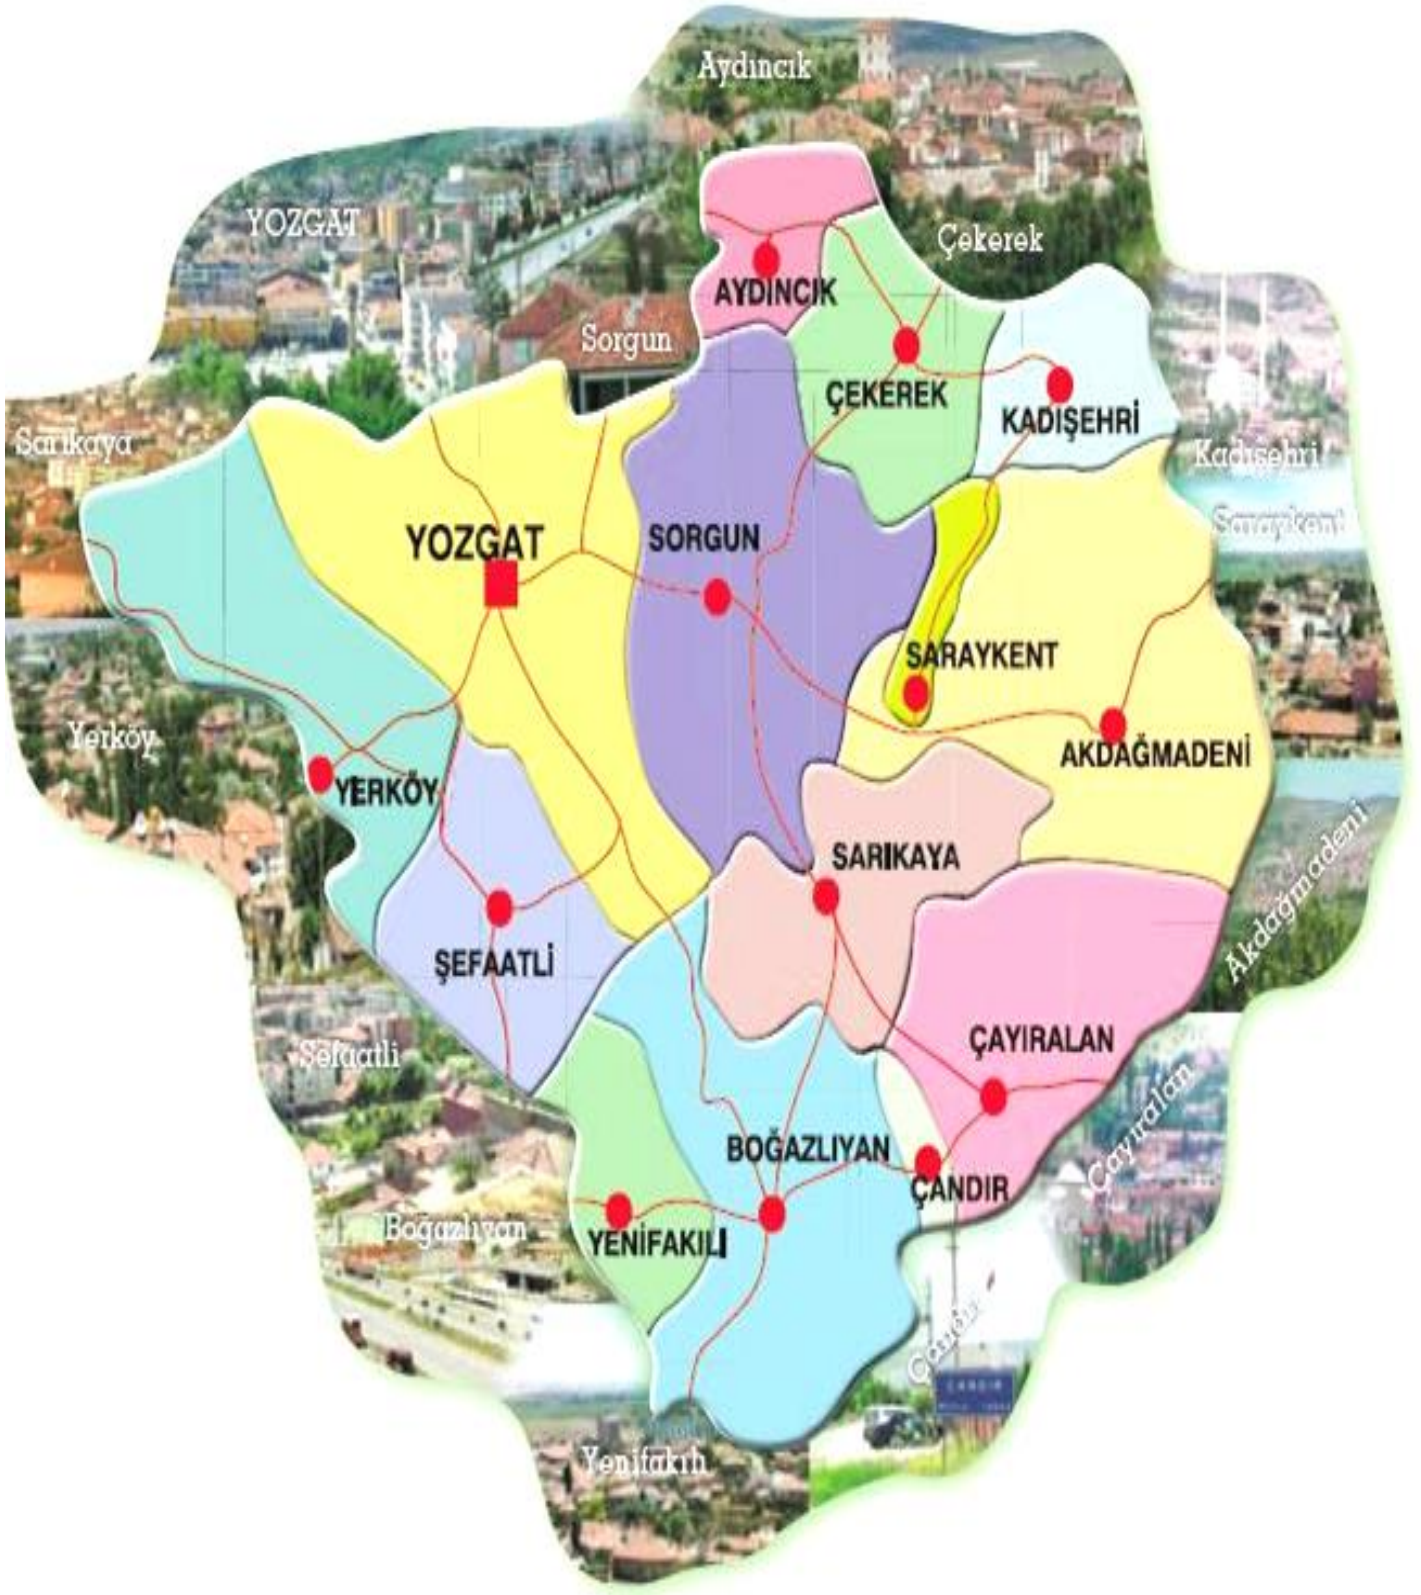 Aydıncık
YOZGAT
Çekerek
Sorgun
AYDINCIK
ÇEKEREK
KADIŞEHRİ
Sarıkaya
Kadışehri
Saraykent
YOZGAT
SORGUN
SARAYKENT
Yerköy
AKDAĞMADENİ
YERKÖY
SARIKAYA
Akdağmadeni
ŞEFAATLİ
ÇAYIRALAN
Şefaatli
Çayıralan
BOĞAZLIYAN
ÇANDIR
Boğazlıyan
YENİFAKILI
Çandır
ÇANDIR
Yenifakılı